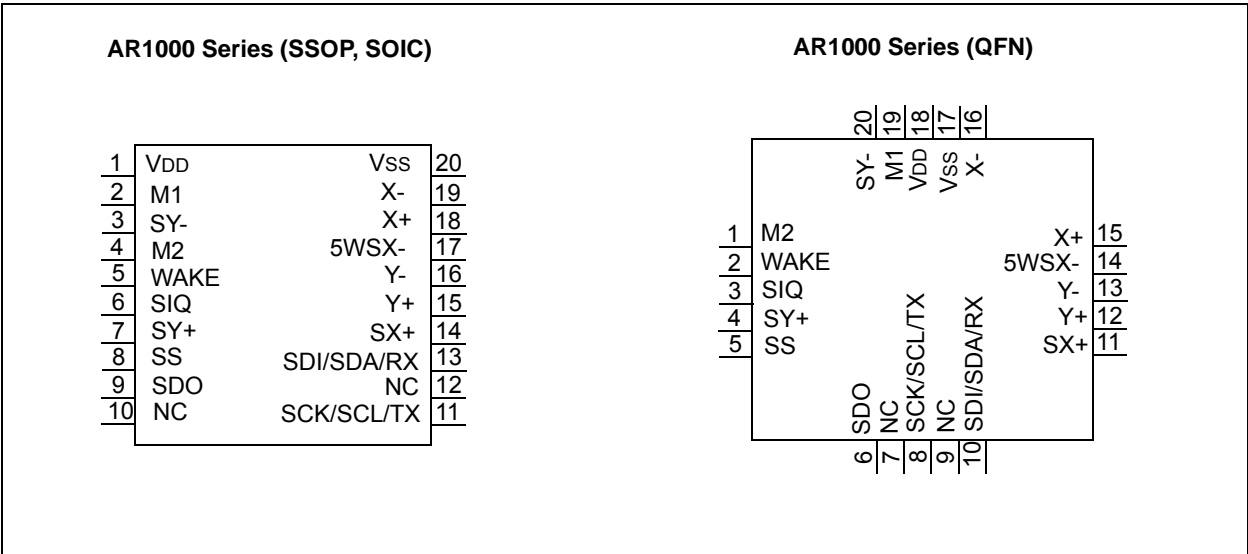 AR1000 Series (SSOP, SOIC)
1 VDD VSS 20
2 M1 X- 19
3 SY- X+ 18
4 M2 5WSX- 17
5 WAKE Y- 16
6 SIQ Y+ 15
7 SY+ SX+ 14
8 SS SDI/SDA/RX 13
9 SDO NC 12
10 NC SCK/SCL/TX 11
AR1000 Series (QFN)
20 19 18 17 16
SY- M1 VDD VSS X-
1 M2 X+ 15
2 WAKE 5WSX- 14
3 SIQ Y- 13
4 SY+ Y+ 12
5 SS SX+ 11
SDO NC SCK/SCL/TX NC SDI/SDA/RX
6 7 8 9 10